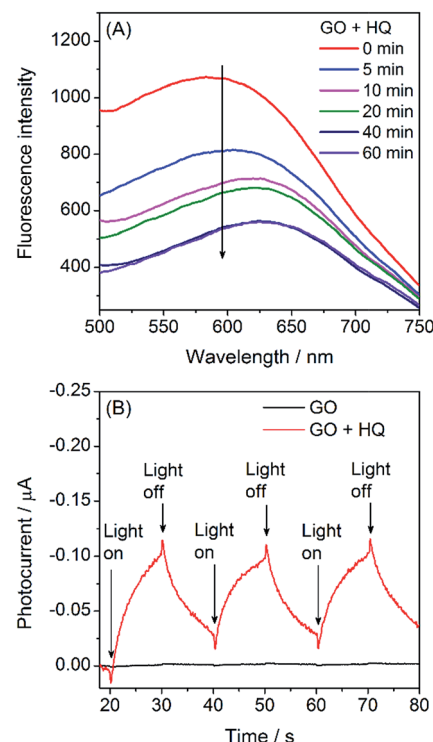 (A)
GO + HQ
0 min
5 min
10 min
20 min
40 min
60 min
Fluorescence intensity
1200
1000
800
600
400
500 550 600 650 700 750
Wavelength / nm
(B)
GO
GO + HQ
Photocurrent / μA
-0.25
-0.20
-0.15
-0.10
-0.05
0.00
Light
on
Light
off
Light
on
Light
off
Light
on
Light
off
20 30 40 50 60 70 80
Time / s